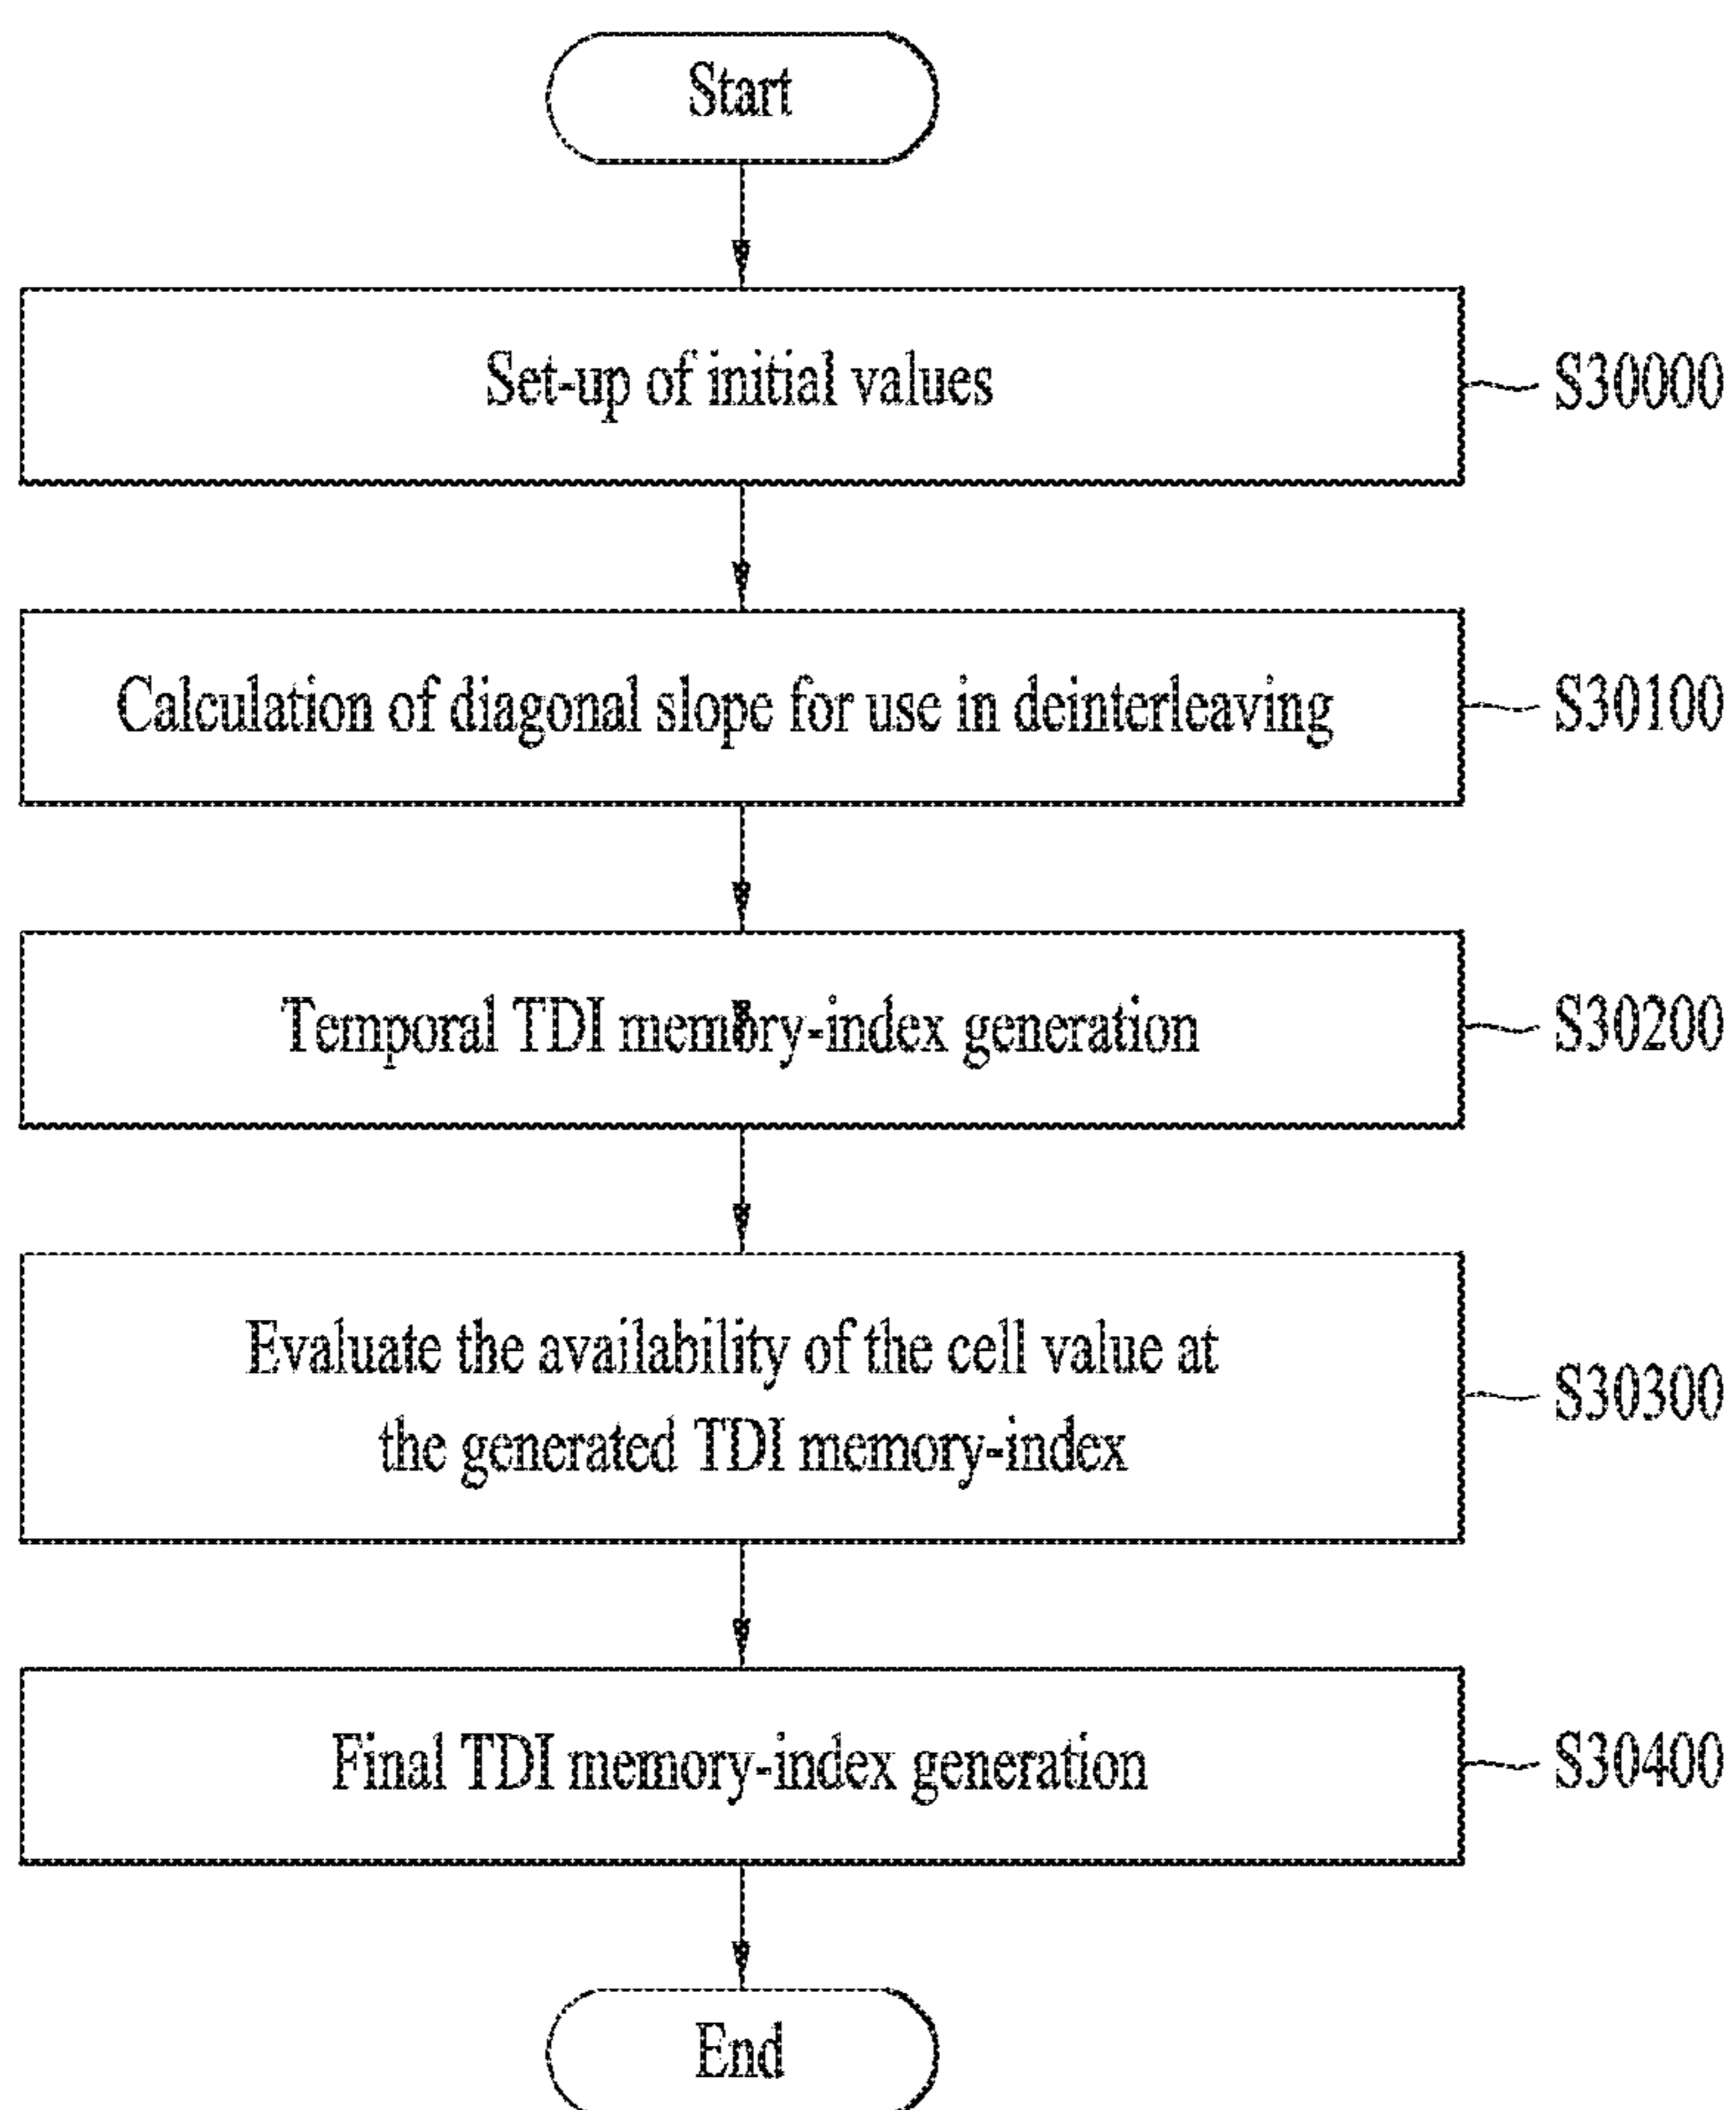 Start
Set-up of initial values
S30000
Calculation of diagonal slope for use in deinterleaving
S30100
Temporal TDI memory-index generation
S30200
Evaluate the availability of the cell value at
the generated TDI memory-index
S30300
Final TDI memory-index generation
S30400
End